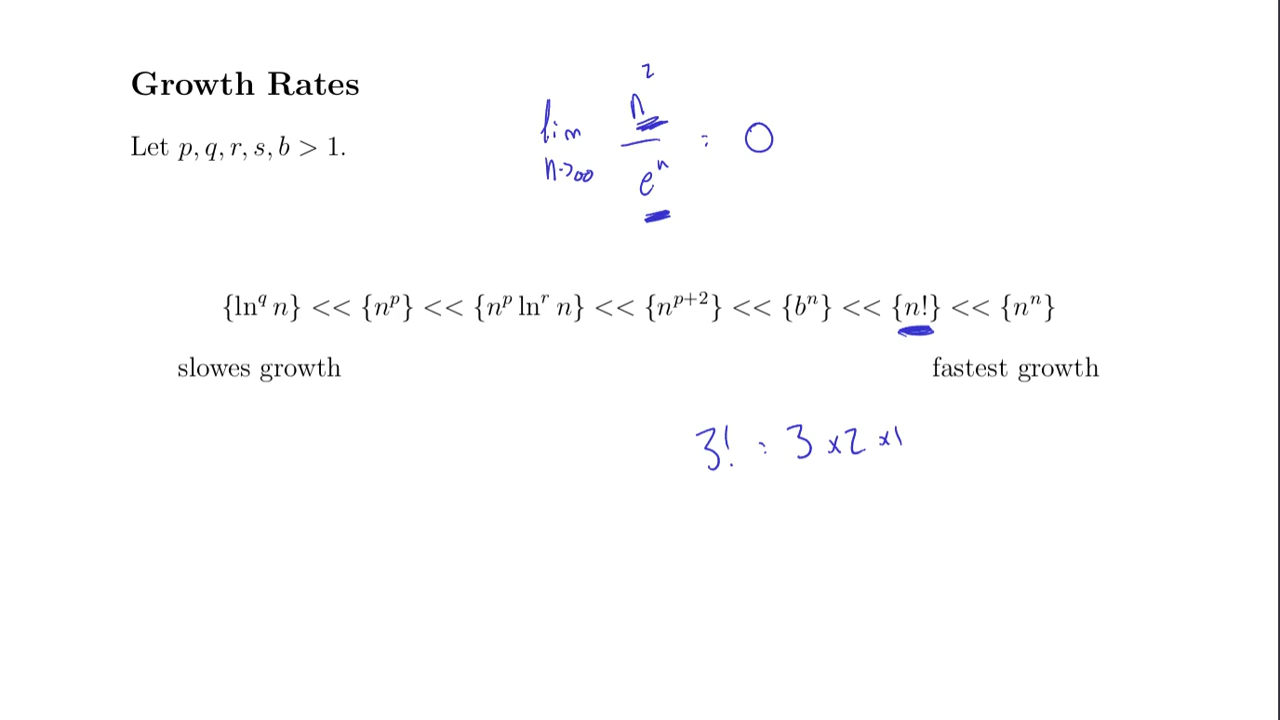 Growth Rates
lim n→∞ n² / eⁿ = 0
Let p, q, r, s, b > 1.
{ln^q n} << {n^p} << {n^p ln^r n} << {n^{p+2}} << {b^n} << {n!} << {n^n}
slowes growth fastest growth
3! = 3 × 2 × 1